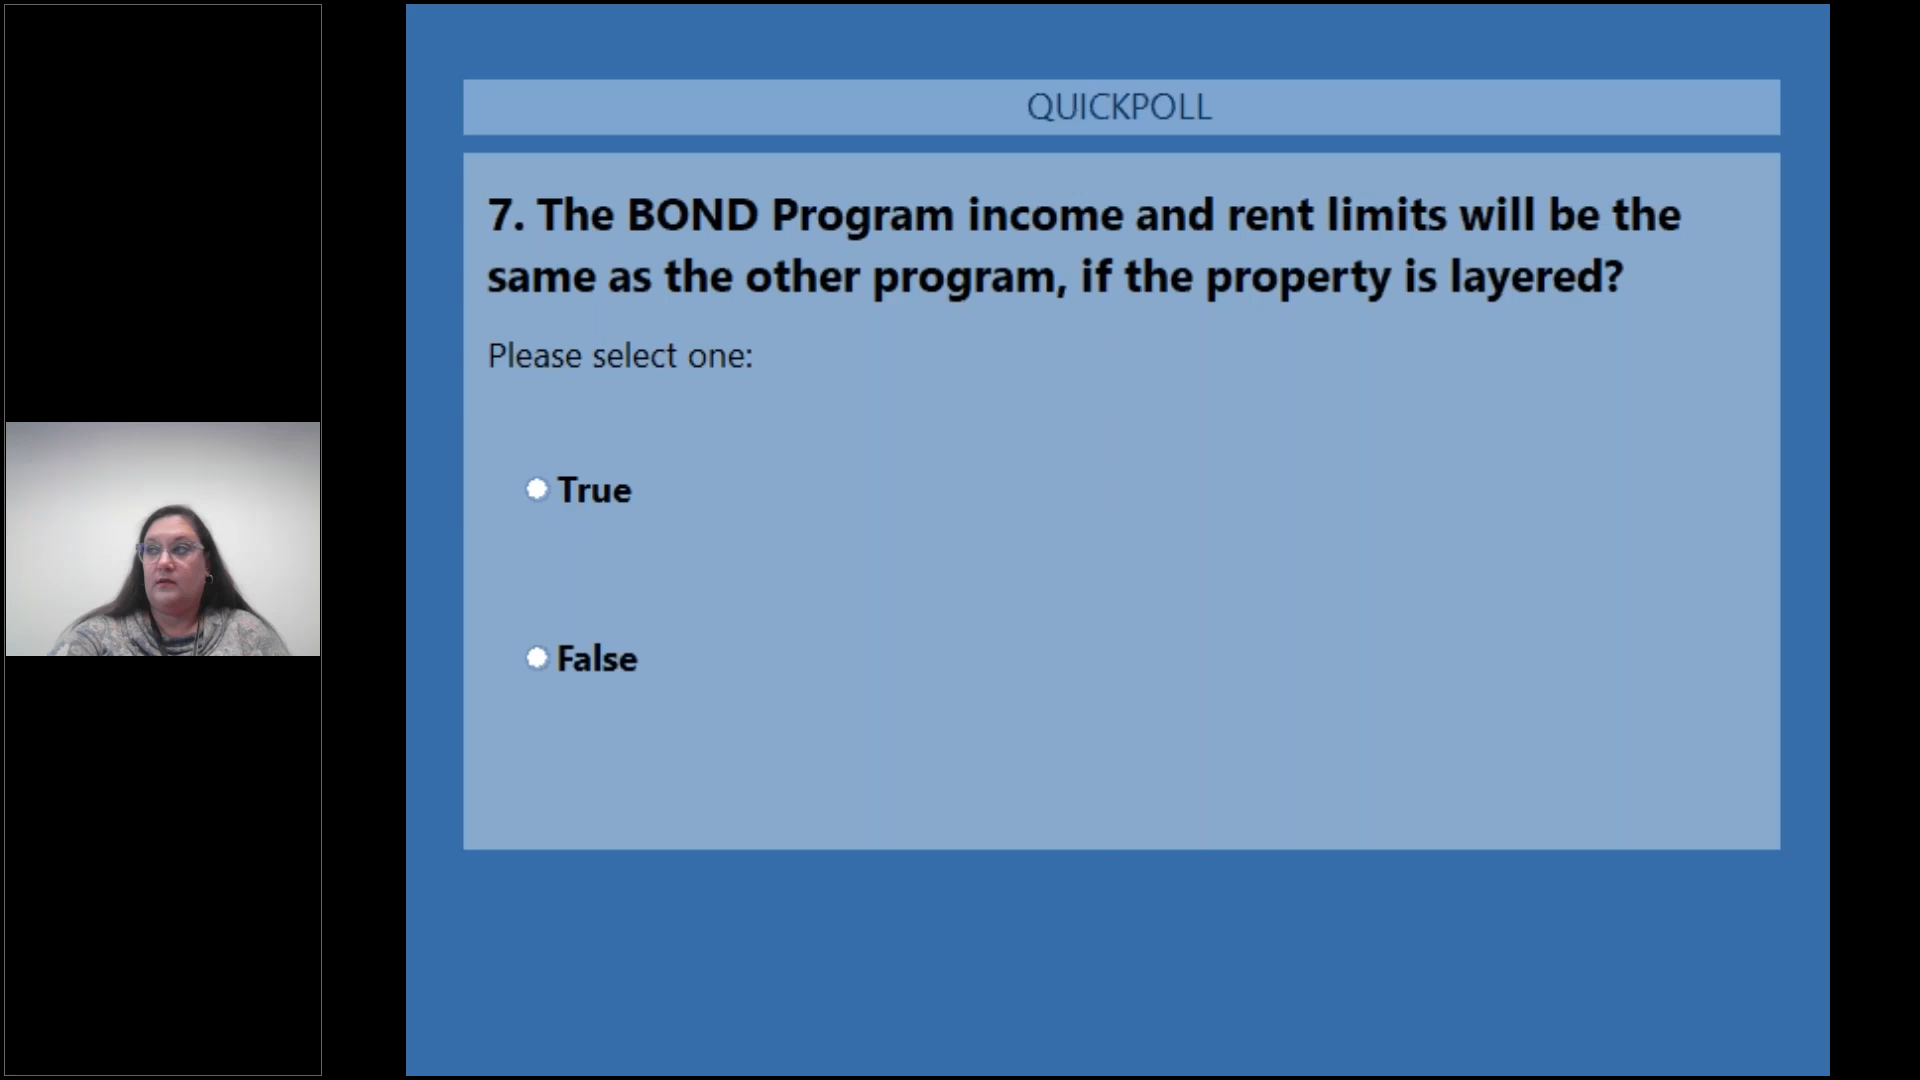 QUICKPOLL
7. The BOND Program income and rent limits will be the
same as the other program, if the property is layered?
Please select one:
True
False